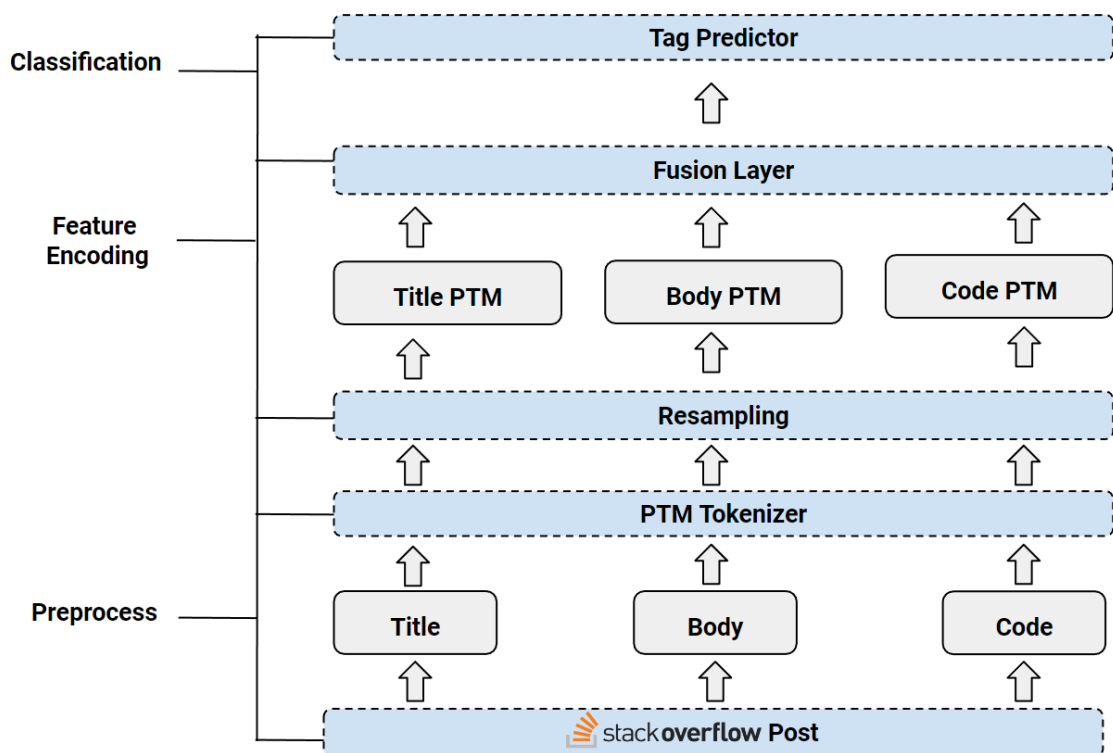 Tag Predictor
Classification
Fusion Layer
Feature
Encoding
Title PTM
Body PTM
Code PTM
Resampling
PTM Tokenizer
Preprocess
Title
Body
Code
stackoverflow Post